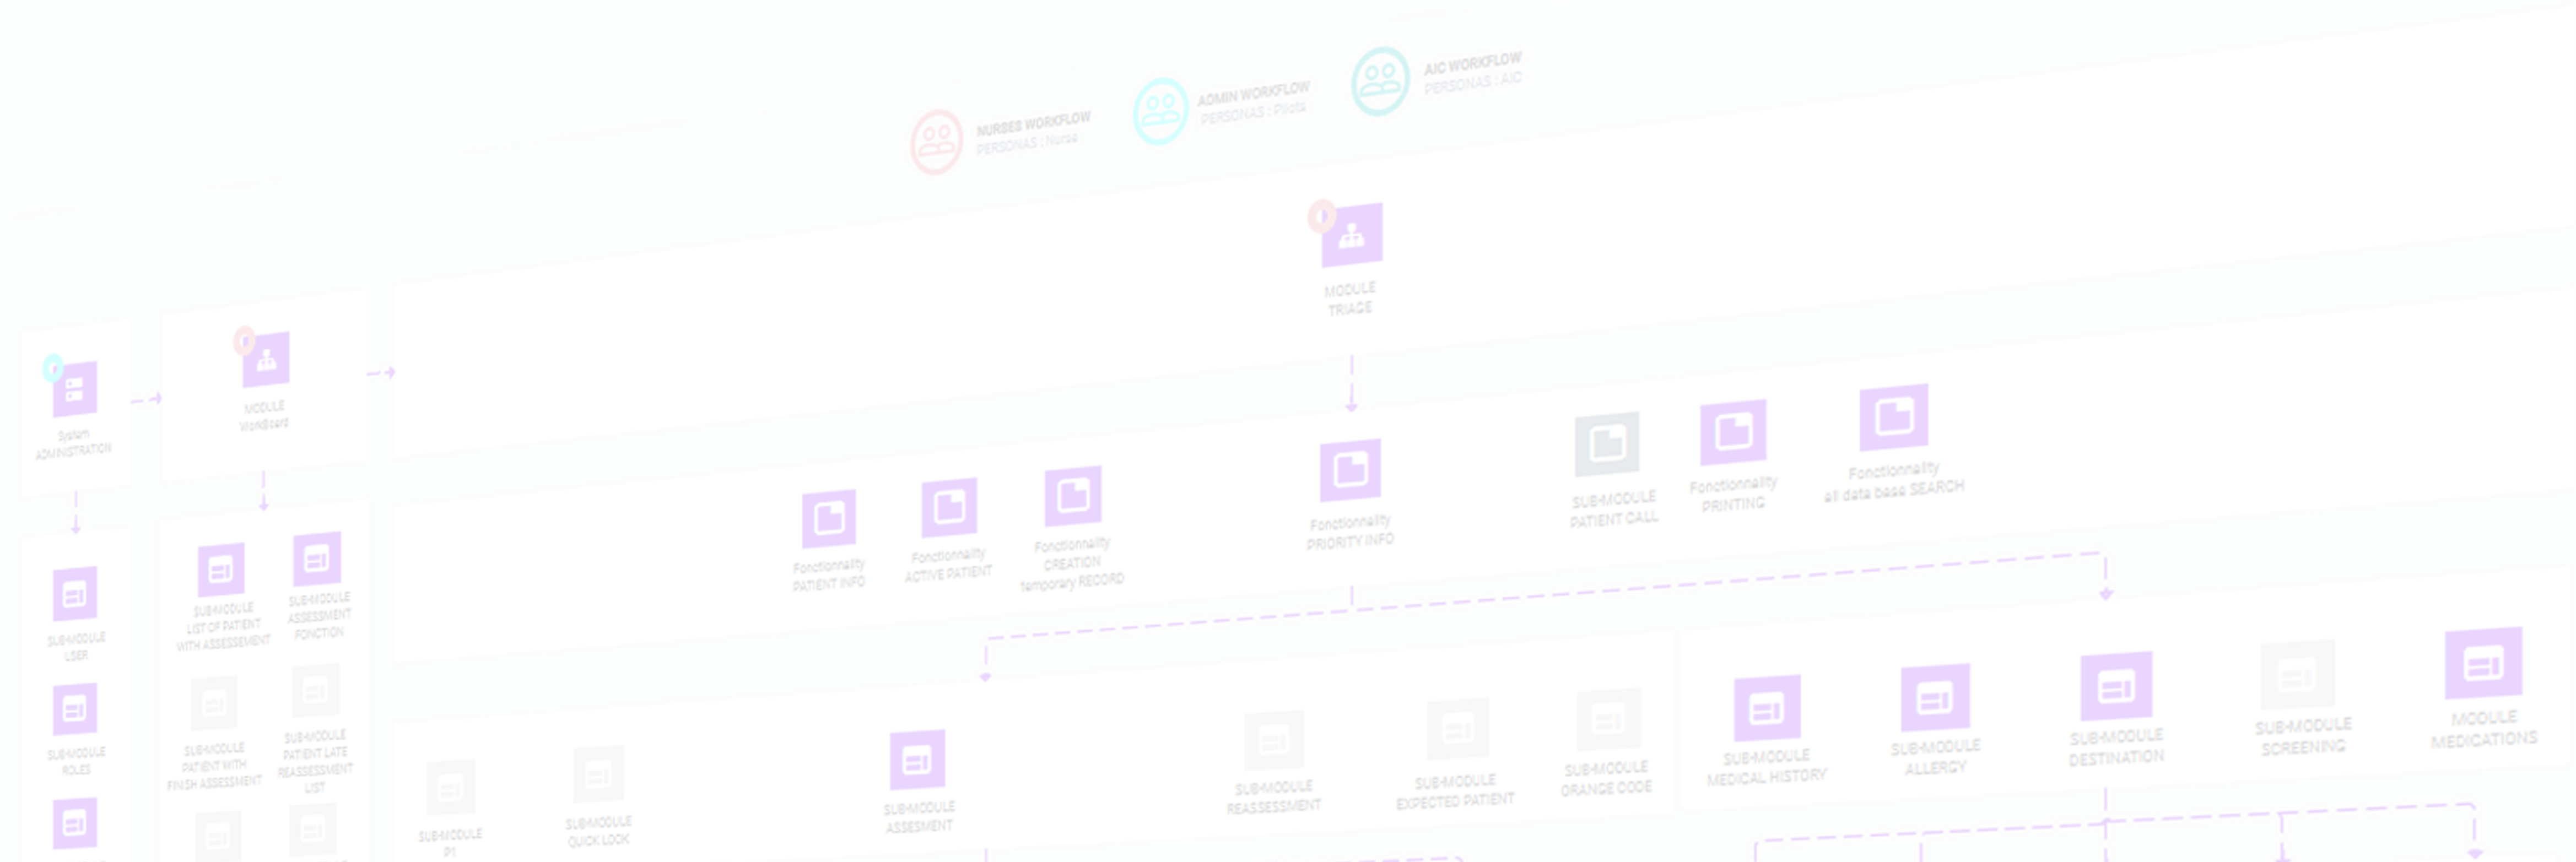 NURSES WORKFLOW
PERSONAS : Nurse
ADMIN WORKFLOW
PERSONAS : Pilots
AIC WORKFLOW
PERSONAS : AIC
System
ADMINISTRATION
MODULE
WorkBoard
MODULE
TRIAGE
Fonctionnality
PATIENT INFO
Fonctionnality
ACTIVE PATIENT
Fonctionnality
CREATION
temporary RECORD
Fonctionnality
PRIORITY INFO
SUB-MODULE
PATIENT CALL
Fonctionnality
PRINTING
Fonctionnality
all data base SEARCH
SUB-MODULE
USER
SUB-MODULE
ROLES
SUB-MODULE
LIST OF PATIENT
WITH ASSESSEMENT
SUB-MODULE
ASSESSMENT
FONCTION
SUB-MODULE
PATIENT WITH
FINISH ASSESSMENT
SUB-MODULE
PATIENT LATE
REASSESSMENT
LIST
SUB-MODULE
P1
SUB-MODULE
QUICK LOOK
SUB-MODULE
ASSESMENT
SUB-MODULE
REASSESSMENT
SUB-MODULE
EXPECTED PATIENT
SUB-MODULE
ORANGE CODE
SUB-MODULE
MEDICAL HISTORY
SUB-MODULE
ALLERGY
SUB-MODULE
DESTINATION
SUB-MODULE
SCREENING
MODULE
MEDICATIONS